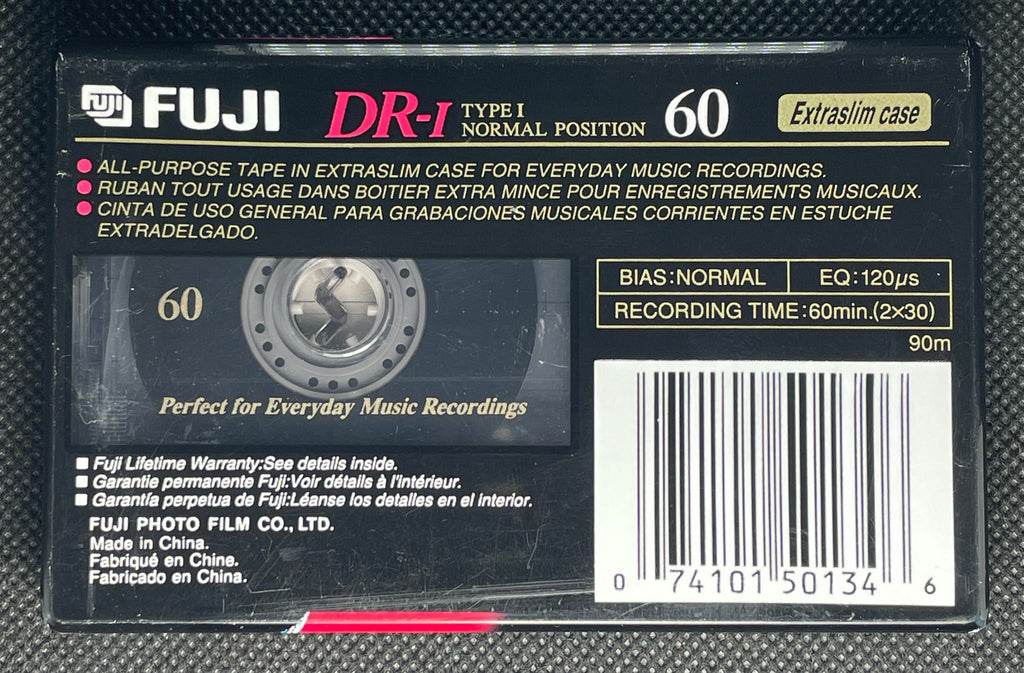 FUJI FUJI DR-I TYPE I NORMAL POSITION 60 Extraslim case
● ALL-PURPOSE TAPE IN EXTRASLIM CASE FOR EVERYDAY MUSIC RECORDINGS.
● RUBAN TOUT USAGE DANS BOITIER EXTRA MINCE POUR ENREGISTREMENTS MUSICAUX.
● CINTA DE USO GENERAL PARA GRABACIONES MUSICALES CORRIENTES EN ESTUCHE
EXTRADELGADO.
60
Perfect for Everyday Music Recordings
BIAS:NORMAL EQ:120µs
RECORDING TIME:60min.(2×30)
90m
■ Fuji Lifetime Warranty:See details inside.
■ Garantie permanente Fuji:Voir détails à l'intérieur.
■ Garantía perpetua de Fuji:Léanse los detalles en el interior.
FUJI PHOTO FILM CO., LTD.
Made in China.
Fabriqué en Chine.
Fabricado en China.
0 74101 50134 6